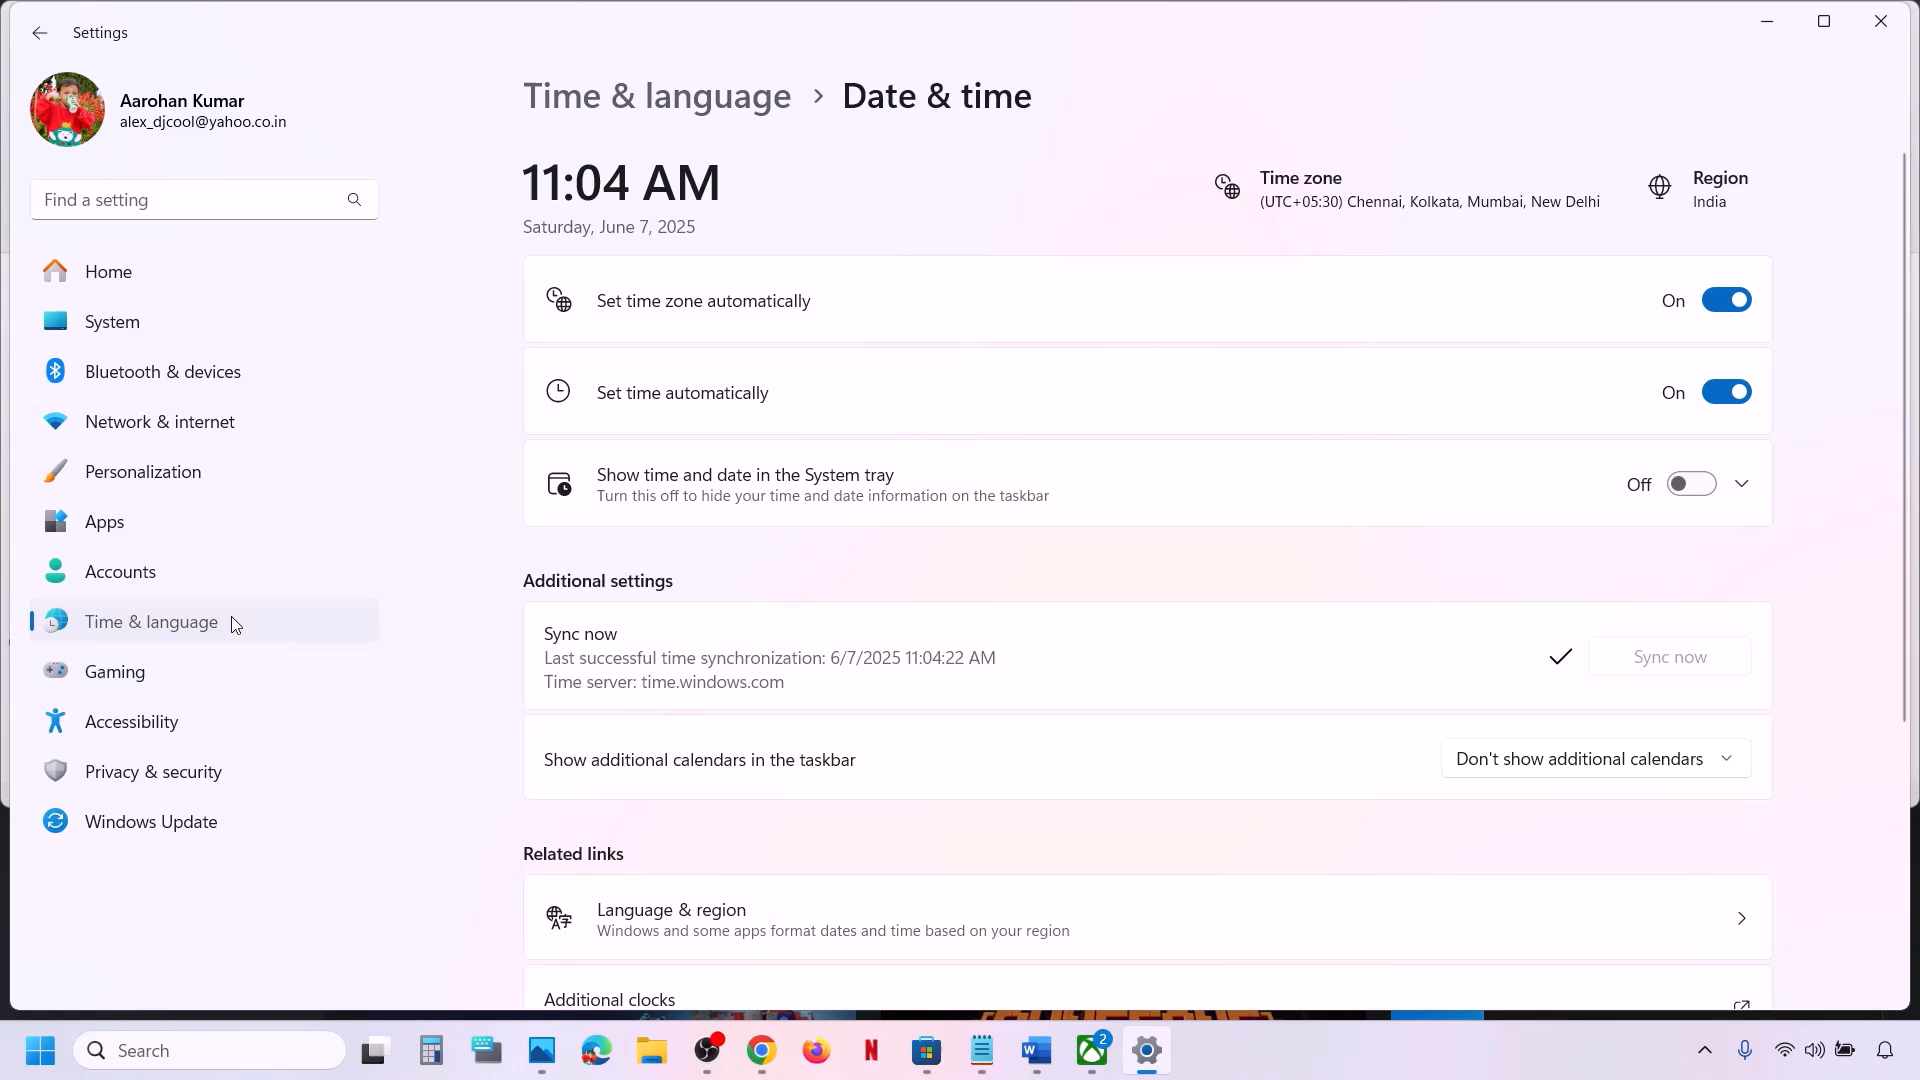 Settings
Aarohan Kumar
alex_djcool@yahoo.co.in
Find a setting
Home
System
Bluetooth & devices
Network & internet
Personalization
Apps
Accounts
Time & language
Gaming
Accessibility
Privacy & security
Windows Update
Time & language > Date & time
11:04 AM
Saturday, June 7, 2025
Time zone
(UTC+05:30) Chennai, Kolkata, Mumbai, New Delhi
Region
India
Set time zone automatically
On
Set time automatically
On
Show time and date in the System tray
Turn this off to hide your time and date information on the taskbar
Off
Additional settings
Sync now
Last successful time synchronization: 6/7/2025 11:04:22 AM
Time server: time.windows.com
Sync now
Show additional calendars in the taskbar
Don't show additional calendars
Related links
Language & region
Windows and some apps format dates and time based on your region
Additional clocks
Search
N
W
2